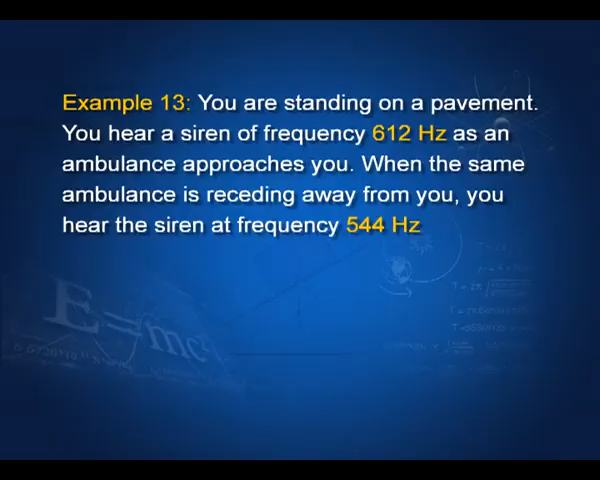 Example 13: You are standing on a pavement.
You hear a siren of frequency 612 Hz as an
ambulance approaches you. When the same
ambulance is receding away from you, you
hear the siren at frequency 544 Hz
E=mc²